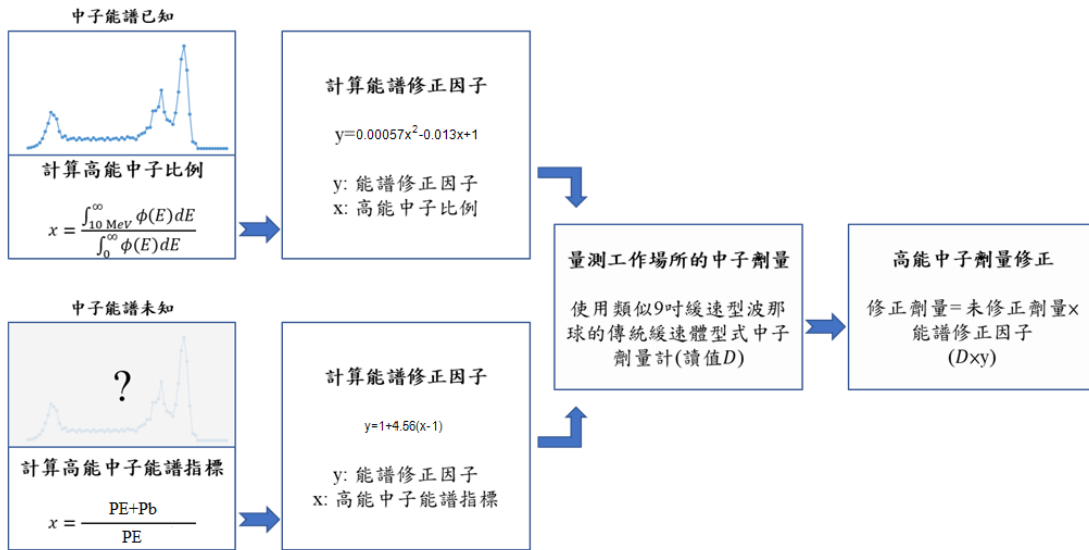 中子能譜已知
計算高能中子比例
x = ∫_{10 MeV}^{∞} ϕ(E)dE / ∫_{0}^{∞} ϕ(E)dE
計算能譜修正因子
y=0.00057x²-0.013x+1
y: 能譜修正因子
x: 高能中子比例
中子能譜未知
?
計算高能中子能譜指標
x = PE+Pb / PE
計算能譜修正因子
y=1+4.56(x-1)
y: 能譜修正因子
x: 高能中子能譜指標
量測工作場所的中子劑量
使用類似9吋緩速型波那
球的傳統緩速體型式中子
劑量計(讀值D)
高能中子劑量修正
修正劑量=未修正劑量×
能譜修正因子
(D×y)